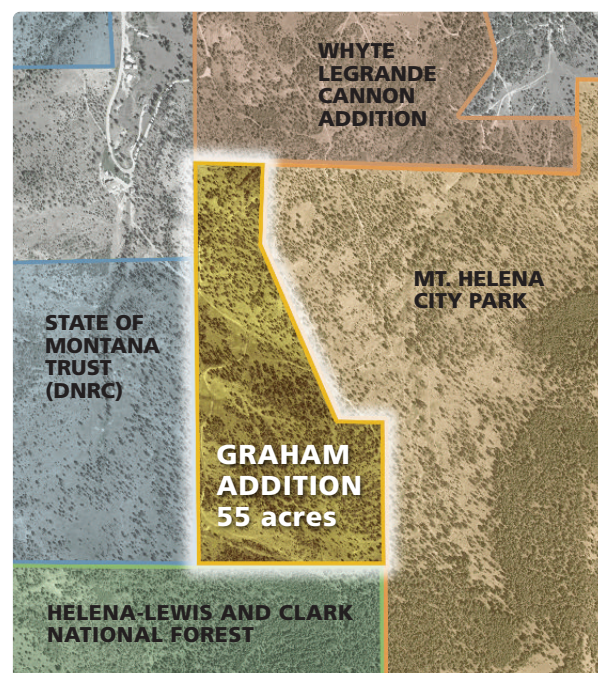 WHYTE
LEGRANDE
CANNON
ADDITION
MT. HELENA
CITY PARK
STATE OF
MONTANA
TRUST
(DNRC)
GRAHAM
ADDITION
55 acres
HELENA-LEWIS AND CLARK
NATIONAL FOREST